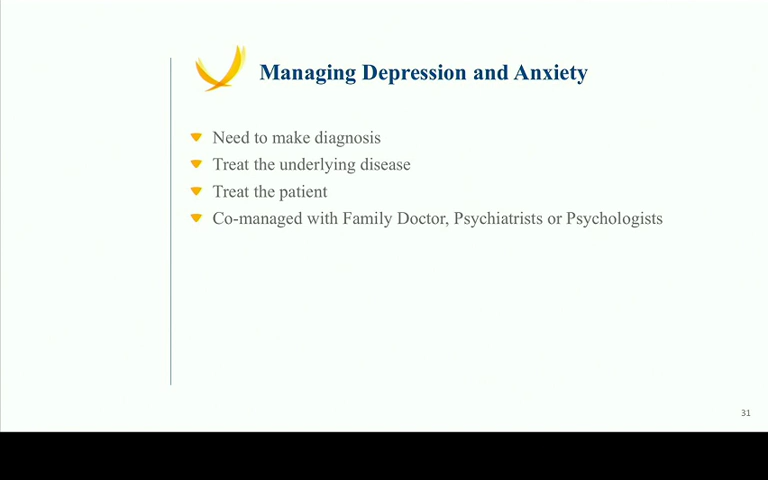 Managing Depression and Anxiety
Need to make diagnosis
Treat the underlying disease
Treat the patient
Co-managed with Family Doctor, Psychiatrists or Psychologists
31